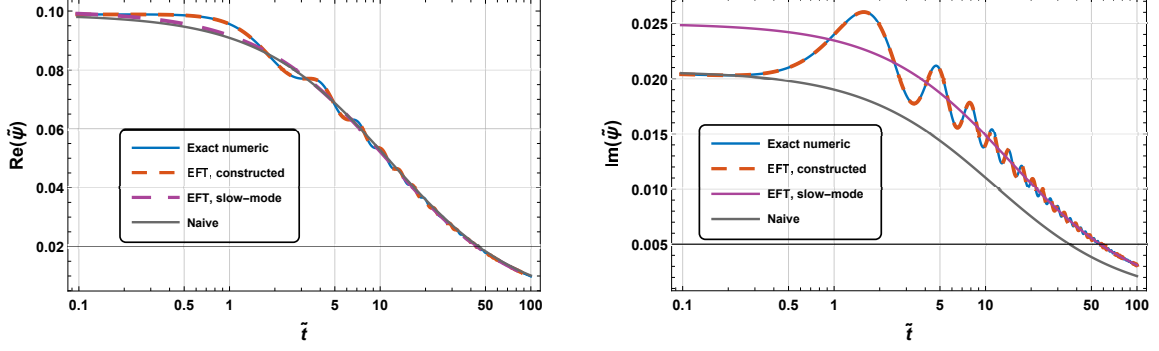 Re(ψ̃)
0.10
0.08
0.06
0.04
0.02
Exact numeric
EFT, constructed
EFT, slow-mode
Naive
0.1 0.5 1 5 10 50 100
t̃
Im(ψ̃)
0.025
0.020
0.015
0.010
0.005
Exact numeric
EFT, constructed
EFT, slow-mode
Naive
0.1 0.5 1 5 10 50 100
t̃